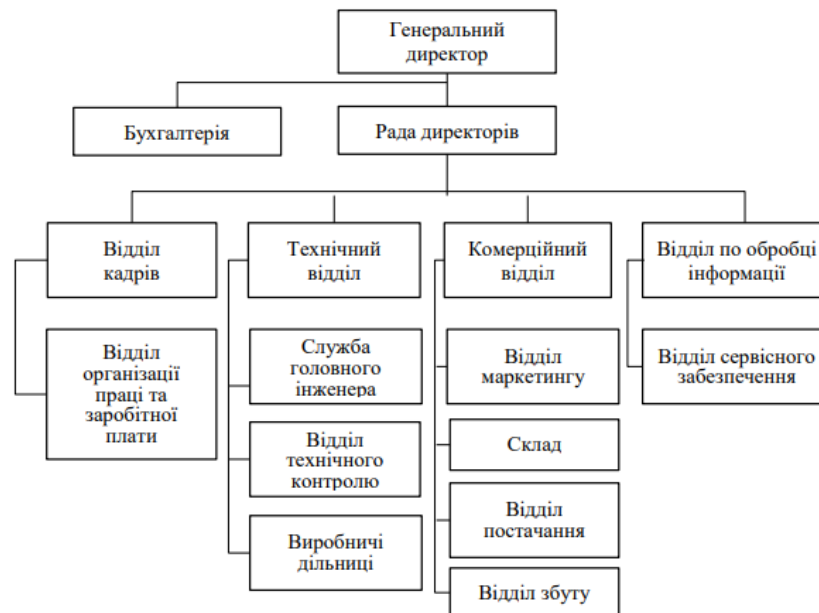 Генеральний
директор
Бухгалтерія
Рада директорів
Відділ
кадрів
Технічний
відділ
Комерційний
відділ
Відділ по обробці
інформації
Відділ
організації
праці та
заробітної
плати
Служба
головного
інженера
Відділ
маркетингу
Відділ сервісного
забезпечення
Відділ
технічного
контролю
Склад
Виробничі
дільниці
Відділ
постачання
Відділ збуту